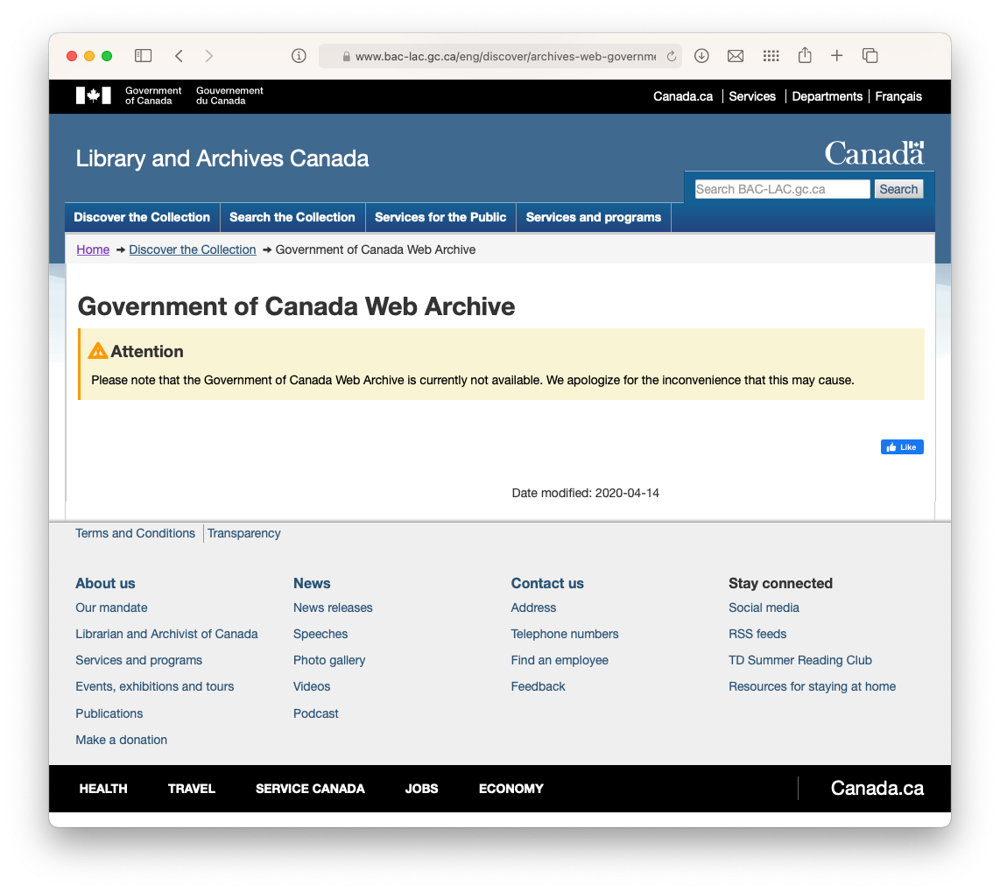 www.bac-lac.gc.ca/eng/discover/archives-web-governme
Government of Canada
Gouvernement du Canada
Canada.ca Services Departments Français
Library and Archives Canada
Canada
Search BAC-LAC.gc.ca Search
Discover the Collection Search the Collection Services for the Public Services and programs
Home → Discover the Collection → Government of Canada Web Archive
Government of Canada Web Archive
Attention
Please note that the Government of Canada Web Archive is currently not available. We apologize for the inconvenience that this may cause.
Like
Date modified: 2020-04-14
Terms and Conditions Transparency
About us
Our mandate
Librarian and Archivist of Canada
Services and programs
Events, exhibitions and tours
Publications
Make a donation
News
News releases
Speeches
Photo gallery
Videos
Podcast
Contact us
Address
Telephone numbers
Find an employee
Feedback
Stay connected
Social media
RSS feeds
TD Summer Reading Club
Resources for staying at home
HEALTH TRAVEL SERVICE CANADA JOBS ECONOMY Canada.ca